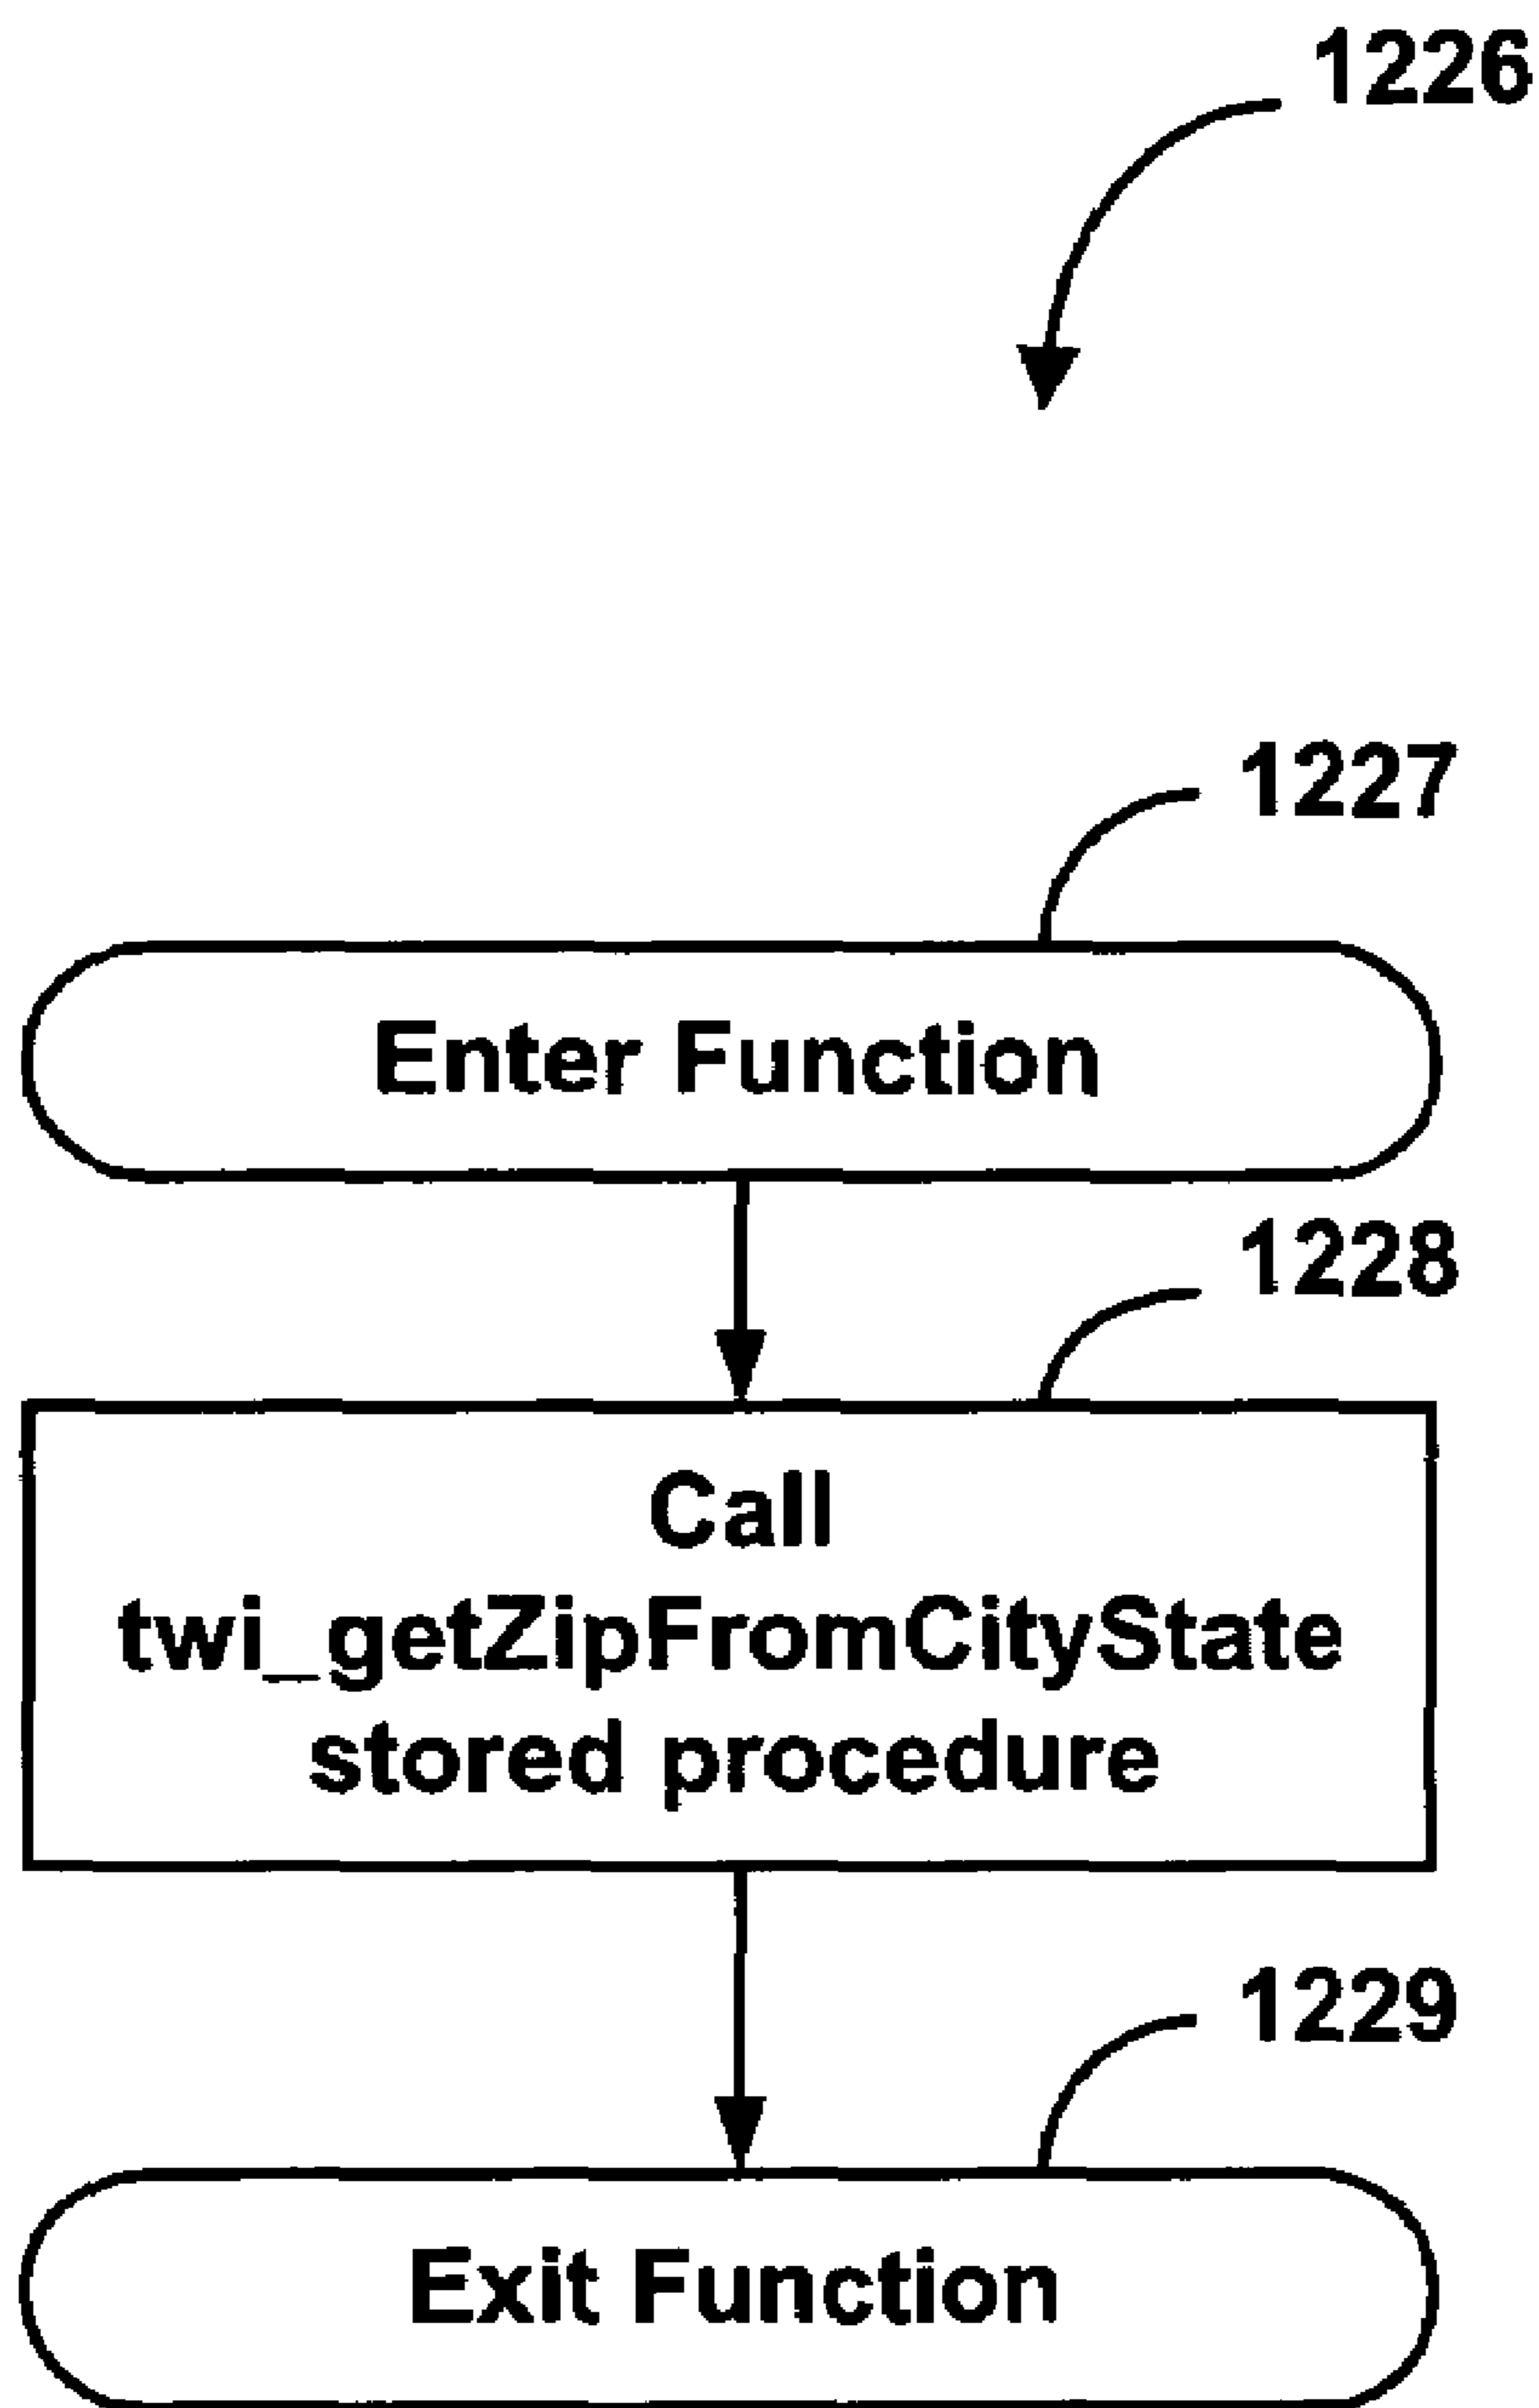 1226
1227
Enter Function
1228
Call
twi_getZipFromCityState
stored procedure
1229
Exit Function